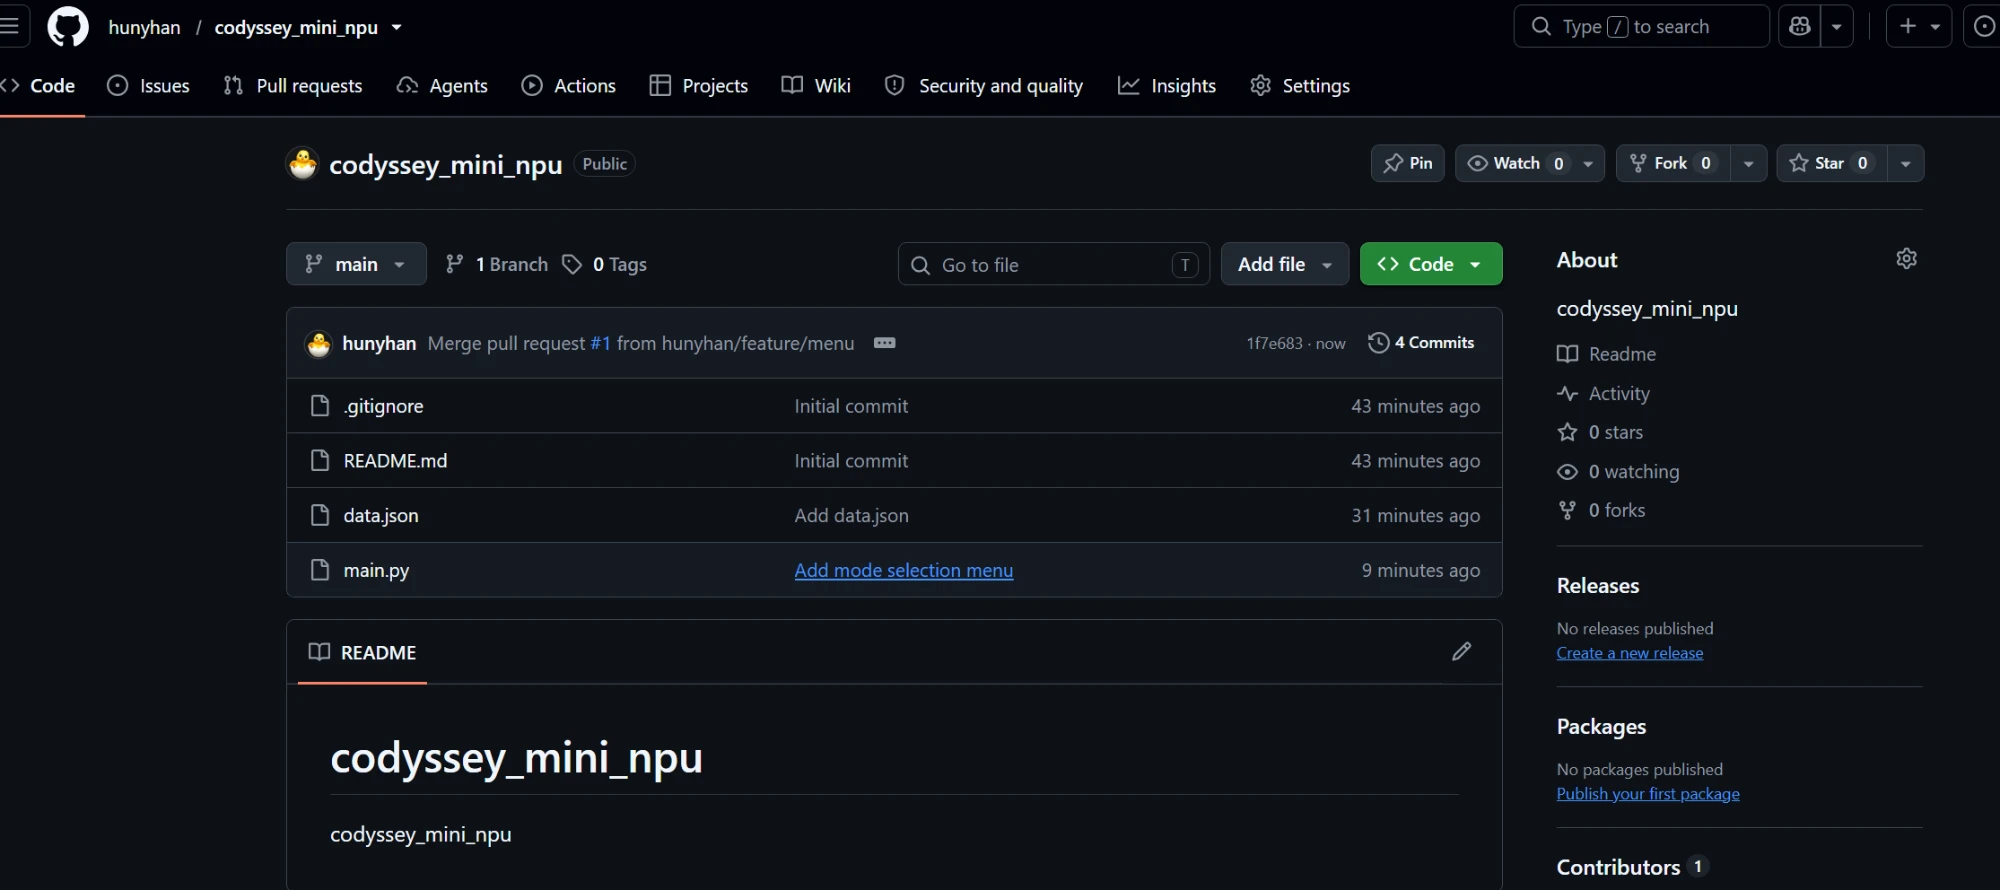 hunyhan / codyssey_mini_npu
Type / to search
Code Issues Pull requests Agents Actions Projects Wiki Security and quality Insights Settings
codyssey_mini_npu Public
Pin Watch 0 Fork 0 Star 0
main 1 Branch 0 Tags Go to file T Add file Code
hunyhan Merge pull request #1 from hunyhan/feature/menu 1f7e683 · now 4 Commits
.gitignore Initial commit 43 minutes ago
README.md Initial commit 43 minutes ago
data.json Add data.json 31 minutes ago
main.py Add mode selection menu 9 minutes ago
README
codyssey_mini_npu
codyssey_mini_npu
About
codyssey_mini_npu
Readme
Activity
0 stars
0 watching
0 forks
Releases
No releases published
Create a new release
Packages
No packages published
Publish your first package
Contributors 1